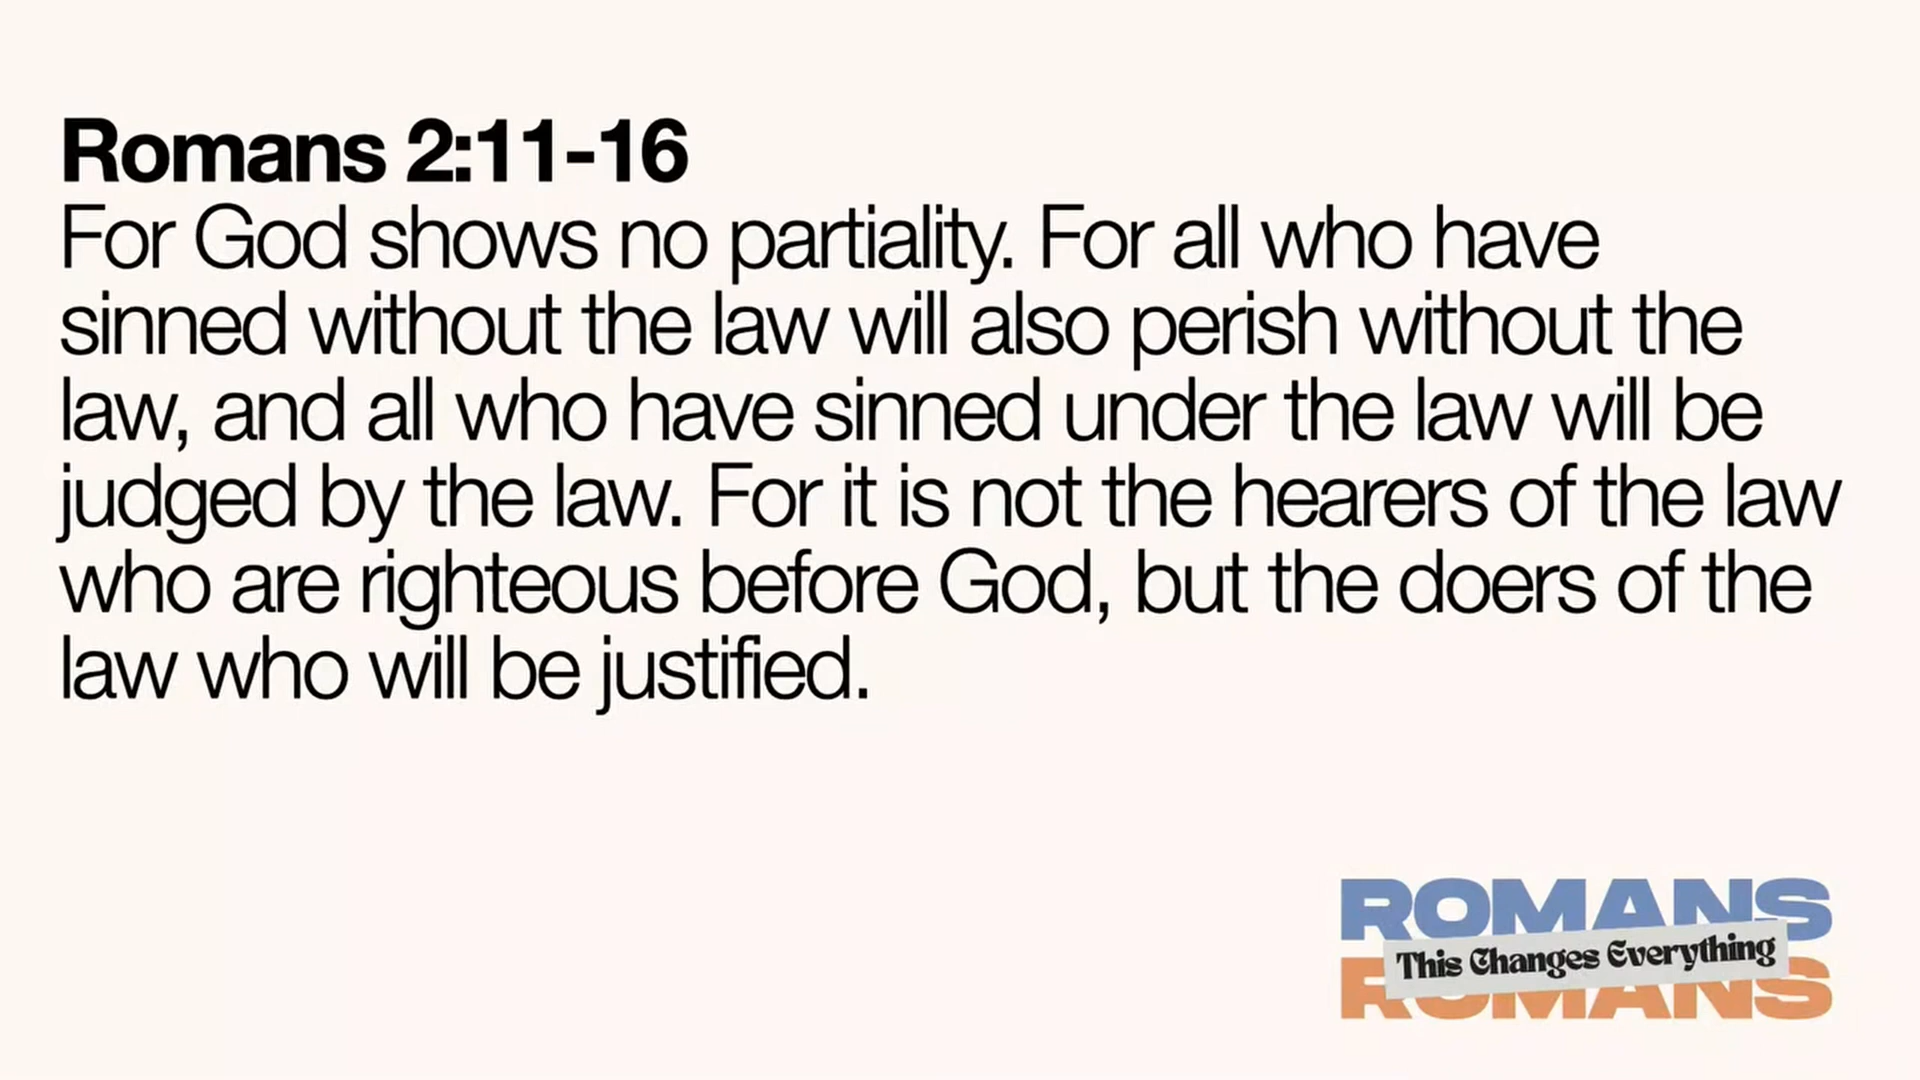 Romans 2:11-16
For God shows no partiality. For all who have
sinned without the law will also perish without the
law, and all who have sinned under the law will be
judged by the law. For it is not the hearers of the law
who are righteous before God, but the doers of the
law who will be justified.
ROMANS
This Changes Everything
ROMANS